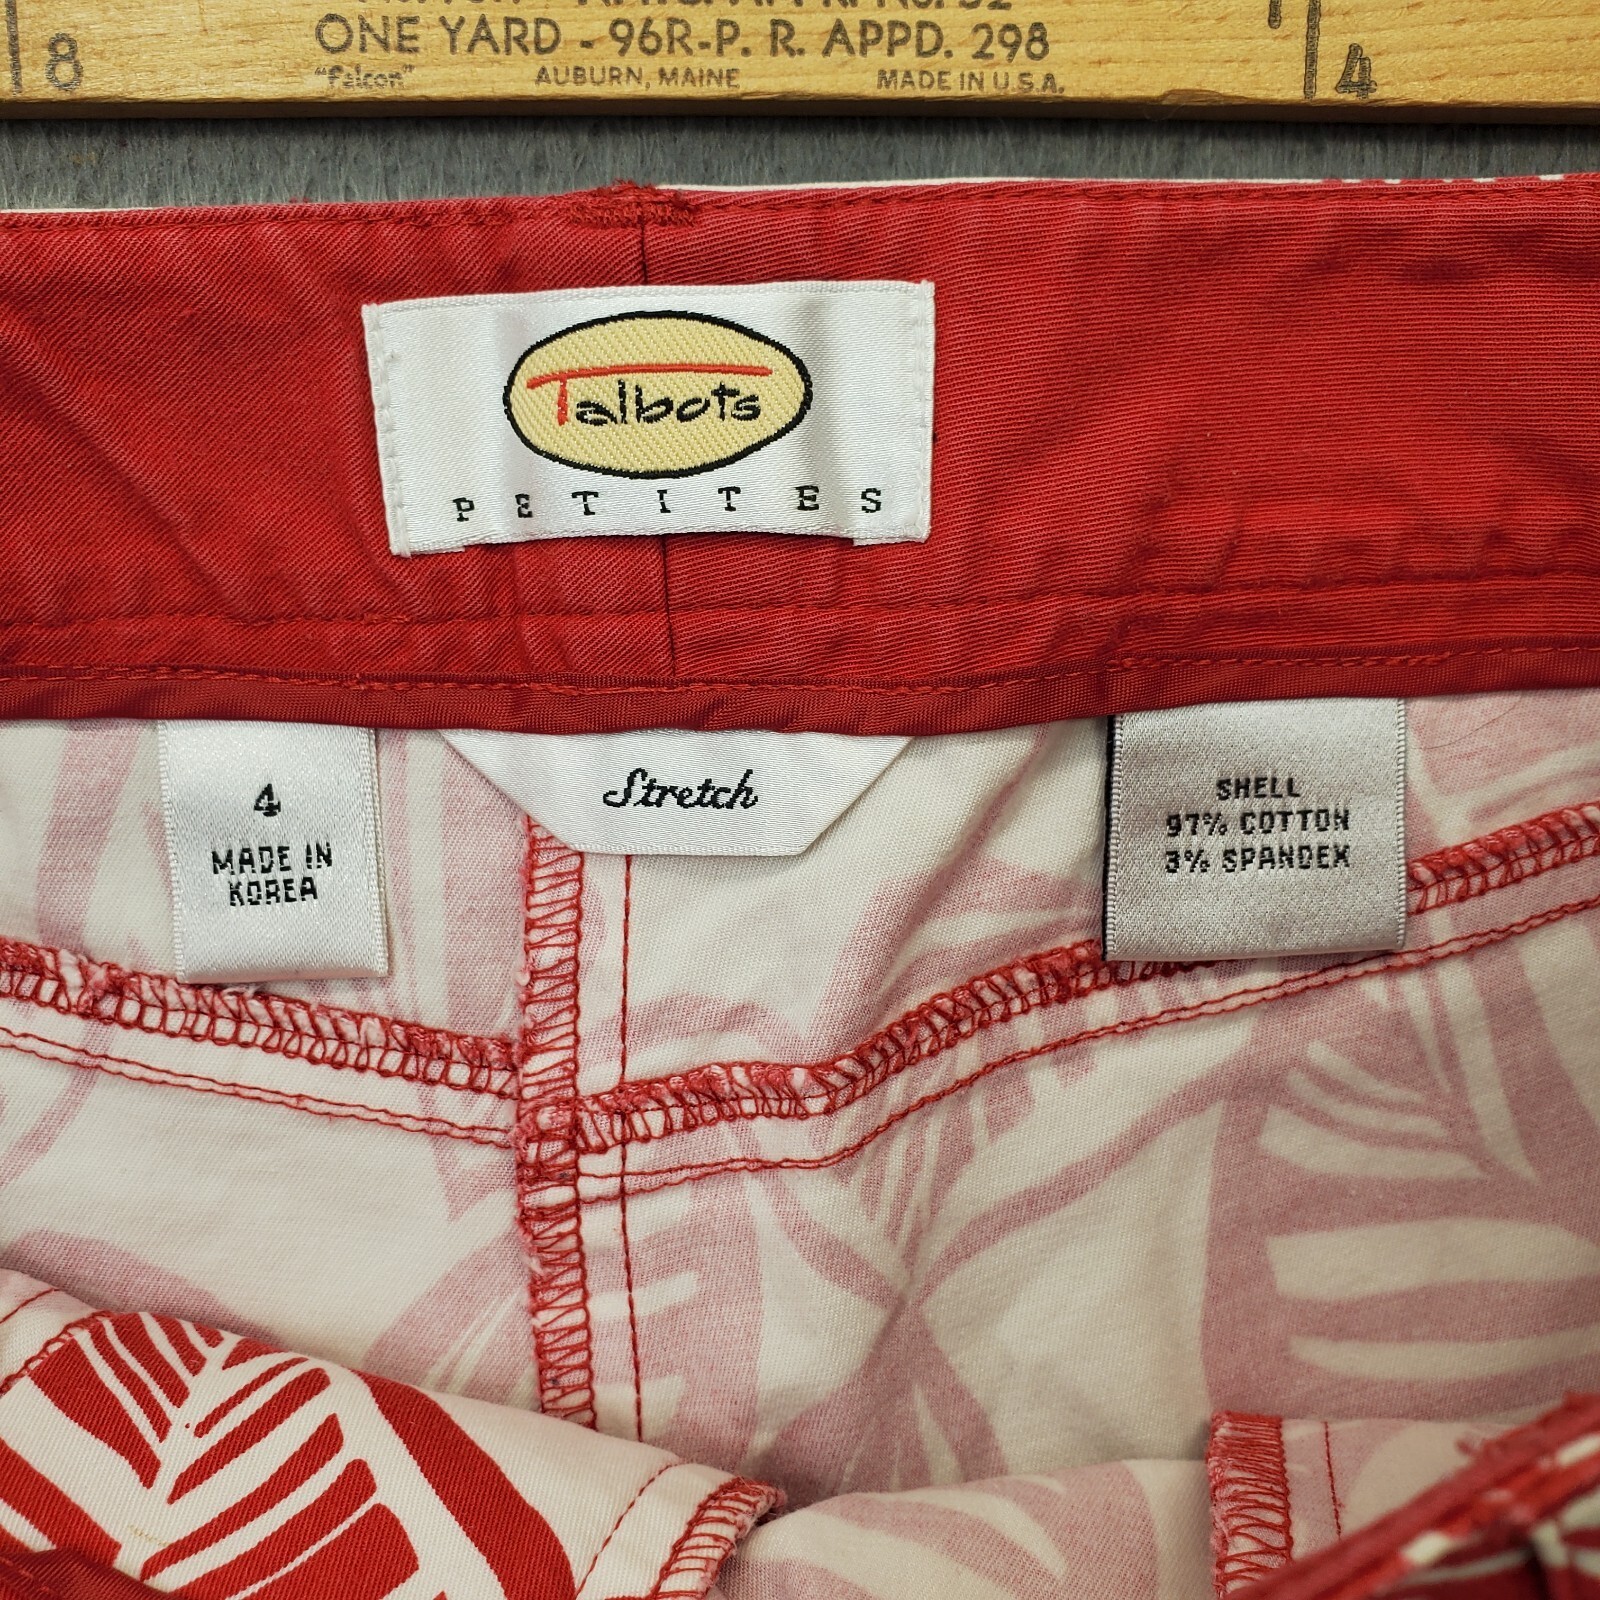 ONE YARD - 96R-P. R. APPD. 298
8 "Falcon" AUBURN, MAINE MADE IN U.S.A. 4
Talbots
PETITES
4
MADE IN
KOREA
Stretch
SHELL
97% COTTON
3% SPANDEX